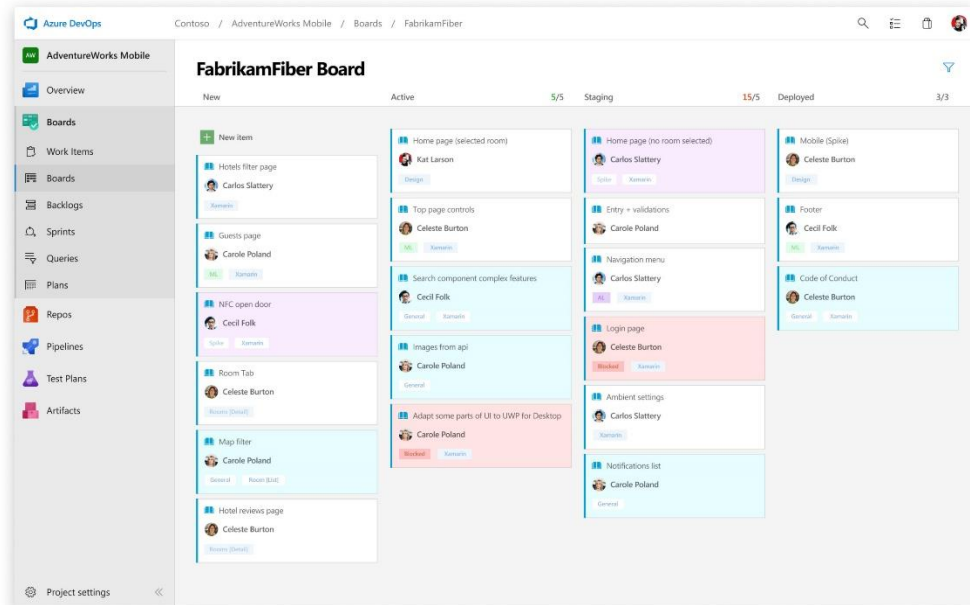 Azure DevOps
Contoso / AdventureWorks Mobile / Boards / FabrikamFiber
AW AdventureWorks Mobile
Overview
Boards
Work Items
Boards
Backlogs
Sprints
Queries
Plans
Repos
Pipelines
Test Plans
Artifacts
Project settings
FabrikamFiber Board
New
New item
Hotels filter page
Carlos Slattery
Xamarin
Guests page
Carole Poland
ML Xamarin
NFC open door
Cecil Folk
Spike Xamarin
Room Tab
Celeste Burton
Rooms [Detail]
Map filter
Carole Poland
General Room [List]
Hotel reviews page
Celeste Burton
Rooms [Detail]
Active 5/5
Home page (selected room)
Kat Larson
Design
Top page controls
Celeste Burton
ML Xamarin
Search component complex features
Cecil Folk
General Xamarin
Images from api
Carole Poland
General
Adapt some parts of UI to UWP for Desktop
Carole Poland
Blocked Xamarin
Staging 15/5
Home page (no room selected)
Carlos Slattery
Spike Xamarin
Entry + validations
Carole Poland
Navigation menu
Carlos Slattery
XL Xamarin
Login page
Celeste Burton
Blocked Xamarin
Ambient settings
Carlos Slattery
Xamarin
Notifications list
Carole Poland
General
Deployed 3/3
Mobile (Spike)
Celeste Burton
Design
Footer
Cecil Folk
ML Xamarin
Code of Conduct
Celeste Burton
General Xamarin